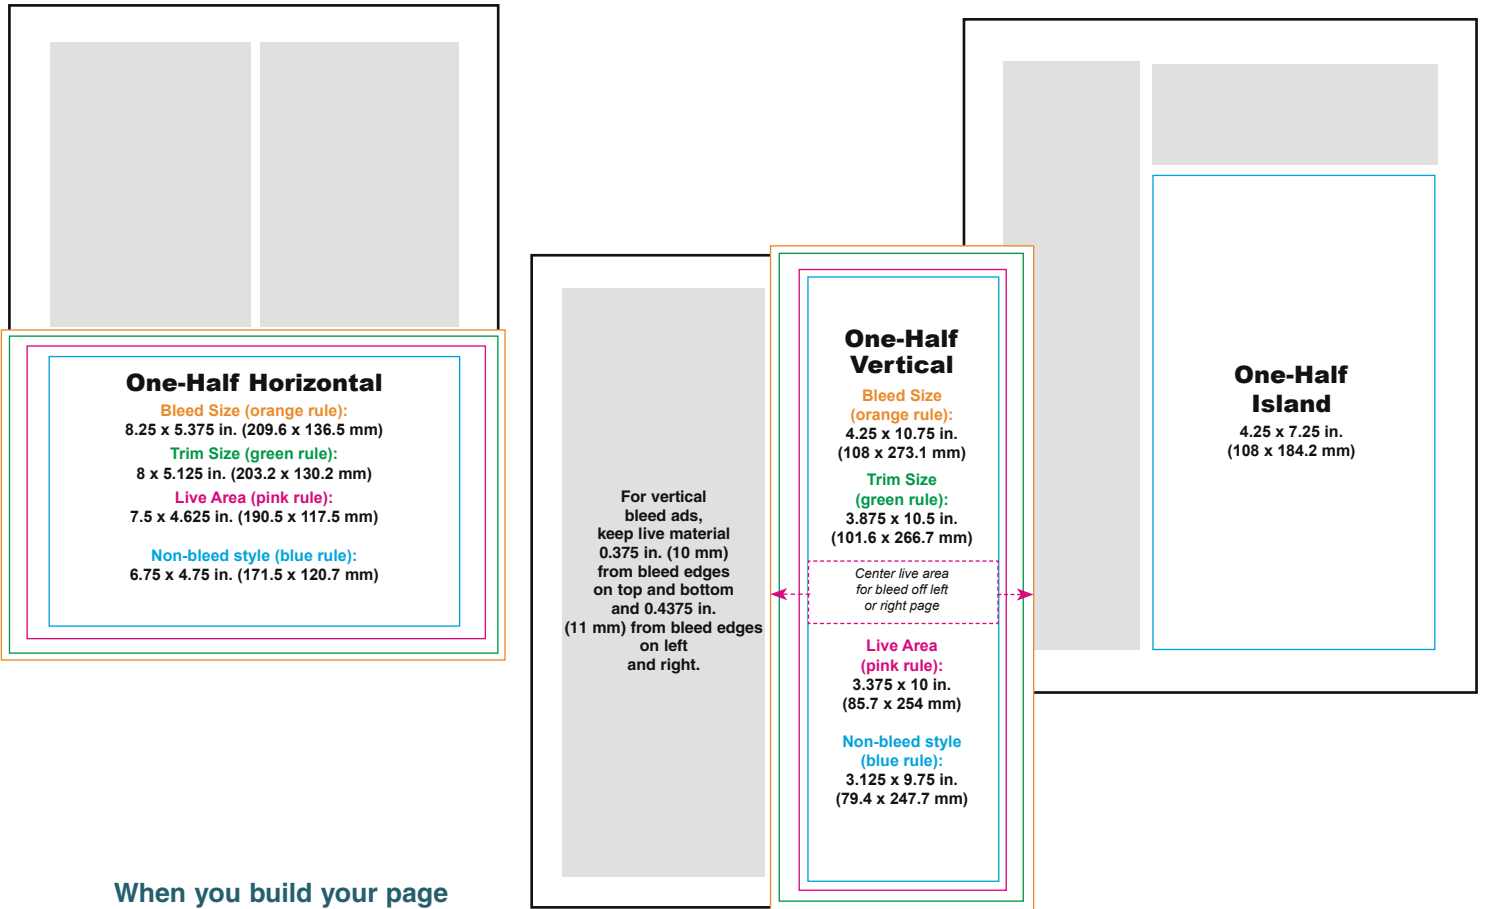 One-Half Horizontal
Bleed Size (orange rule):
8.25 x 5.375 in. (209.6 x 136.5 mm)
Trim Size (green rule):
8 x 5.125 in. (203.2 x 130.2 mm)
Live Area (pink rule):
7.5 x 4.625 in. (190.5 x 117.5 mm)
Non-bleed style (blue rule):
6.75 x 4.75 in. (171.5 x 120.7 mm)
For vertical
bleed ads,
keep live material
0.375 in. (10 mm)
from bleed edges
on top and bottom
and 0.4375 in.
(11 mm) from bleed edges
on left
and right.
One-Half
Vertical
Bleed Size
(orange rule):
4.25 x 10.75 in.
(108 x 273.1 mm)
Trim Size
(green rule):
3.875 x 10.5 in.
(101.6 x 266.7 mm)
Center live area
for bleed off left
or right page
Live Area
(pink rule):
3.375 x 10 in.
(85.7 x 254 mm)
Non-bleed style
(blue rule):
3.125 x 9.75 in.
(79.4 x 247.7 mm)
One-Half
Island
4.25 x 7.25 in.
(108 x 184.2 mm)
When you build your page